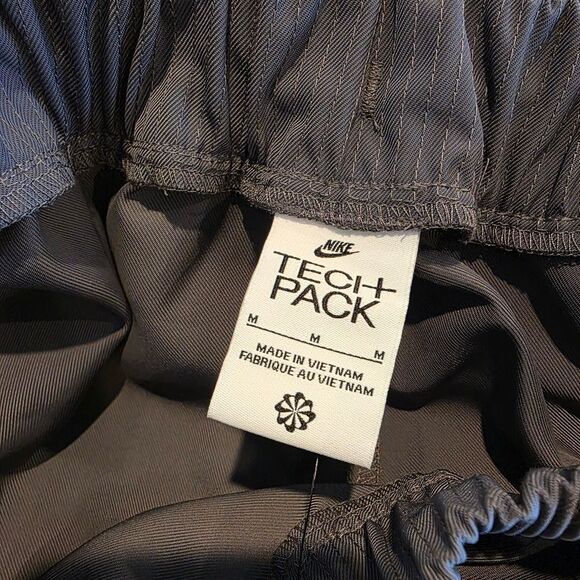 NIKE
TECH
PACK
M M M
MADE IN VIETNAM
FABRIQUE AU VIETNAM